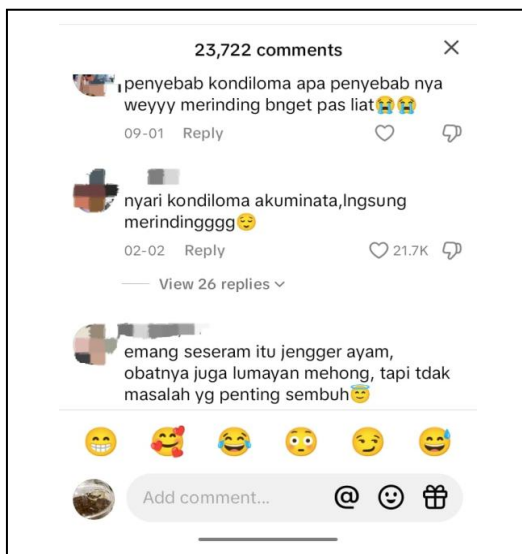 23,722 comments
penyebab kondiloma apa penyebab nya
weyyy merinding bnget pas liat😭😭
09-01 Reply
nyari kondiloma akuminata,lngsung
merindingggg😌
02-02 Reply 21.7K
View 26 replies
emang seseram itu jengger ayam,
obatnya juga lumayan mehong, tapi tdak
masalah yg penting sembuh😇
Add comment...